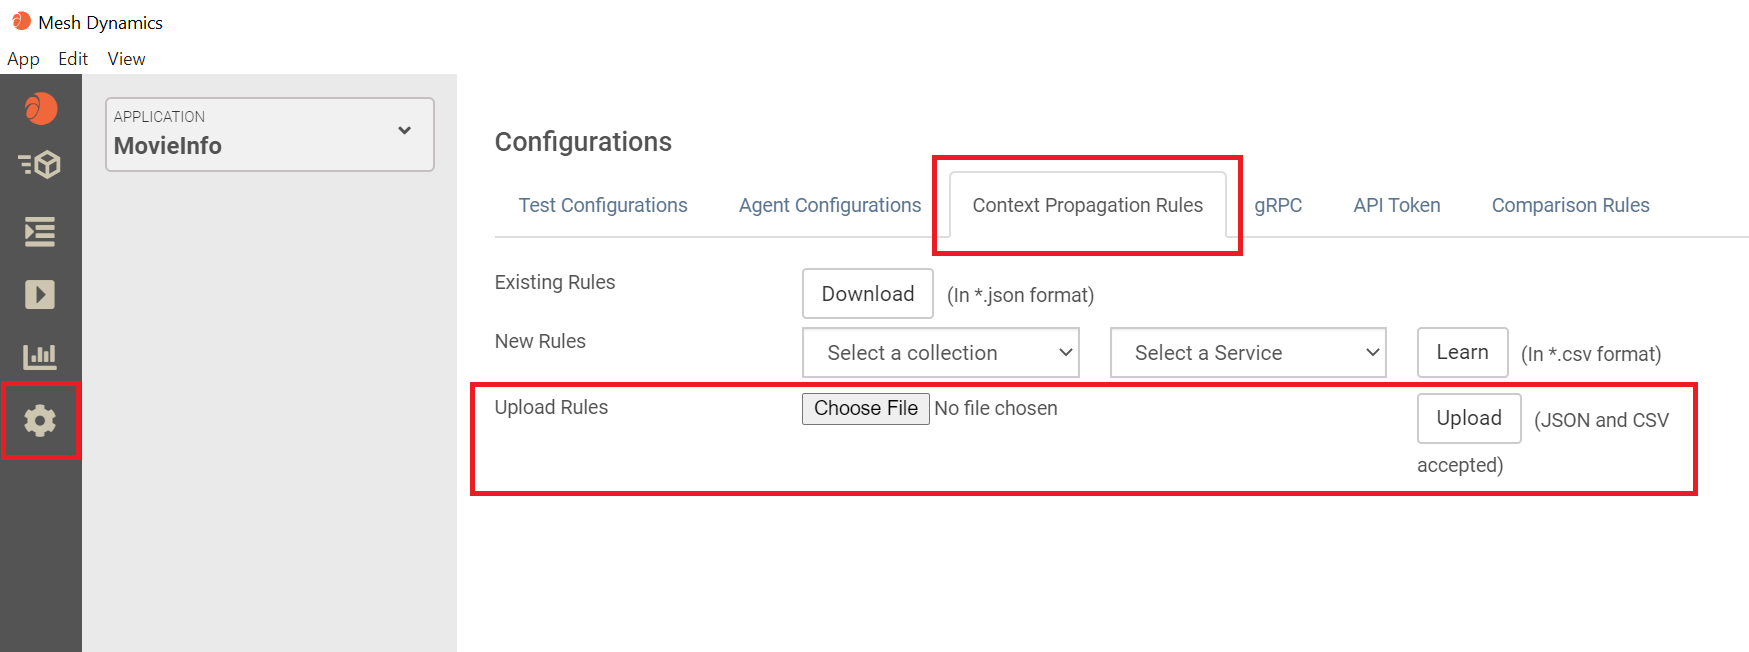 Mesh Dynamics
App Edit View
APPLICATION
MovieInfo
Configurations
Test Configurations Agent Configurations Context Propagation Rules gRPC API Token Comparison Rules
Existing Rules Download (In *.json format)
New Rules Select a collection Select a Service Learn (In *.csv format)
Upload Rules Choose File No file chosen Upload (JSON and CSV
accepted)